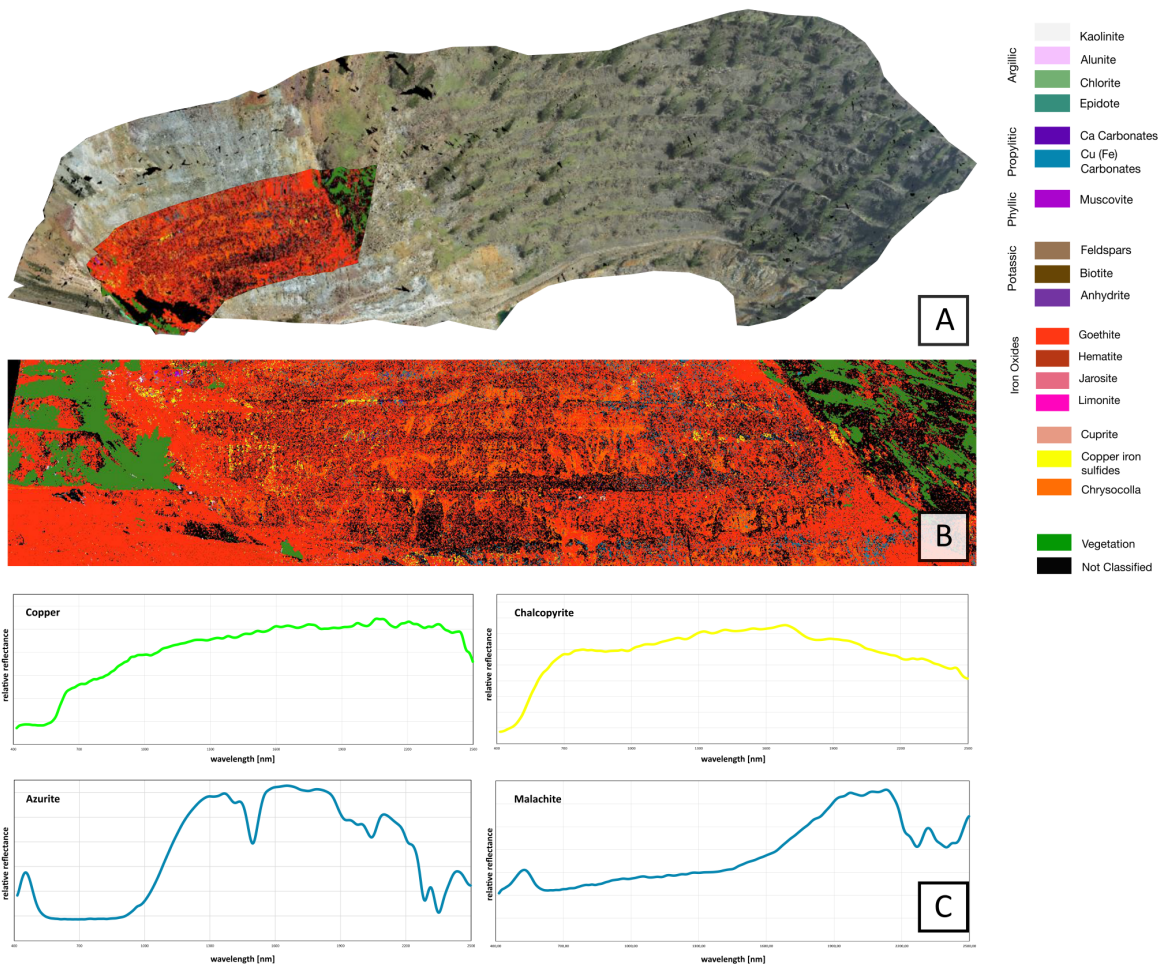 Argillic
Kaolinite
Alunite
Chlorite
Epidote
Propylitic
Ca Carbonates
Cu (Fe)
Carbonates
Phyllic
Muscovite
Potassic
Feldspars
Biotite
Anhydrite
Iron Oxides
Goethite
Hematite
Jarosite
Limonite
Cuprite
Copper iron
sulfides
Chrysocolla
Vegetation
Not Classified
A
B
Copper
relative reflectance
wavelength [nm]
Chalcopyrite
relative reflectance
wavelength [nm]
Azurite
relative reflectance
wavelength [nm]
Malachite
relative reflectance
wavelength [nm]
C